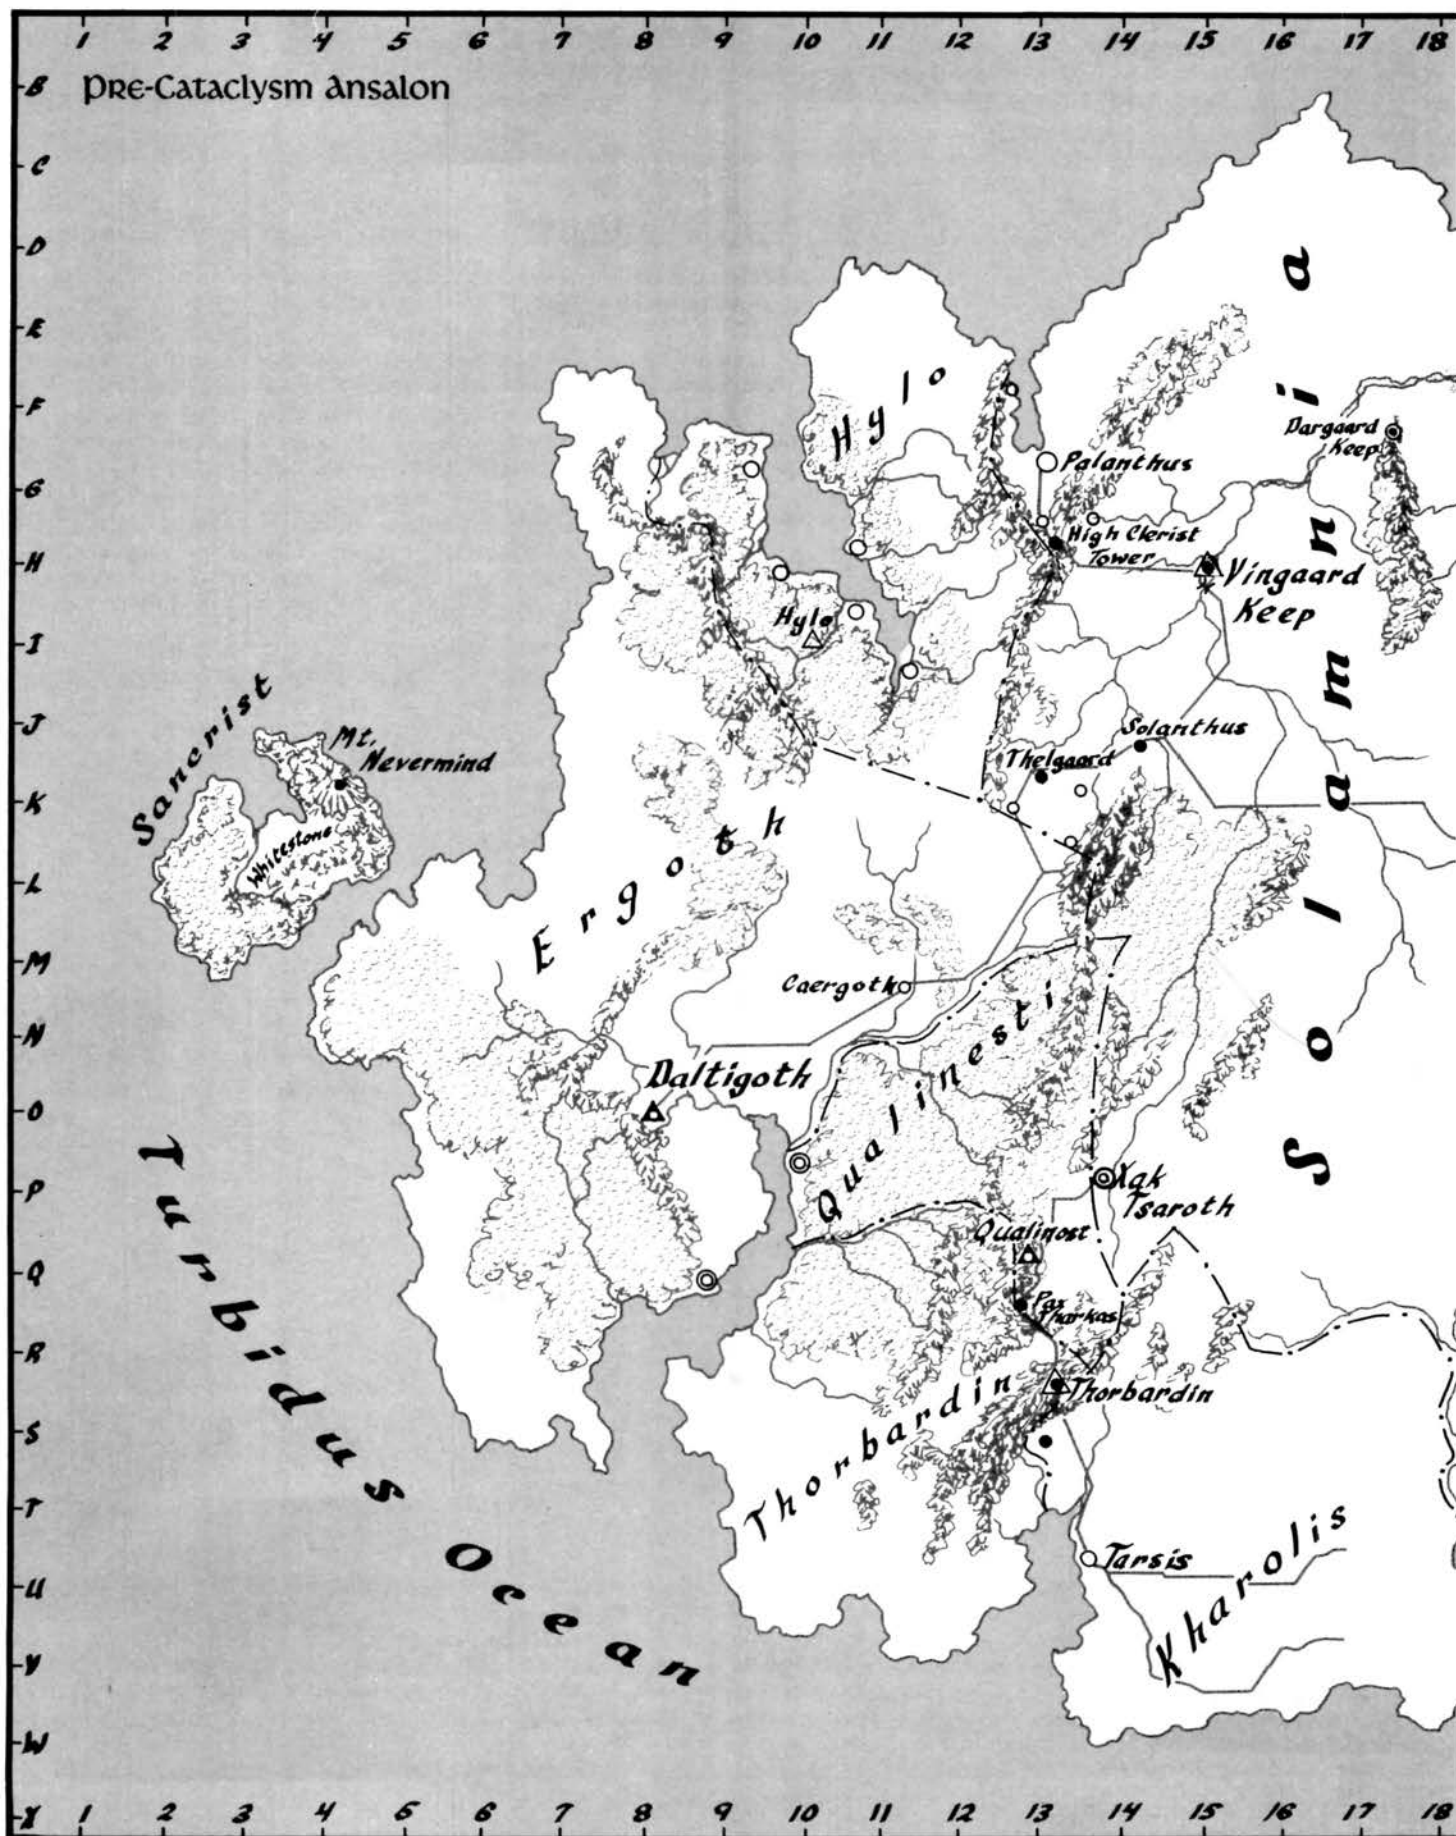 1 2 3 4 5 6 7 8 9 10 11 12 13 14 15 16 17 18
B
Pre-Cataclysm Ansalon
C
D
E
F
G
H
I
J
K
L
M
N
O
P
Q
R
S
T
U
V
W
X
Hylo
Dargaard
Keep
Palanthus
High Clerist
Tower
Vingaard
Keep
Hylo
Sancrist
Mt.
Nevermind
Whitestone
Solanthus
Thelgaard
Ergoth
Caergoth
Qualinesti
Daltigoth
Solamnia
Xak
Tsaroth
Qualinost
Pax
Tharkas
Thorbardin
Thorbardin
Turbidus Ocean
Tarsis
Kharolis
1 2 3 4 5 6 7 8 9 10 11 12 13 14 15 16 17 18